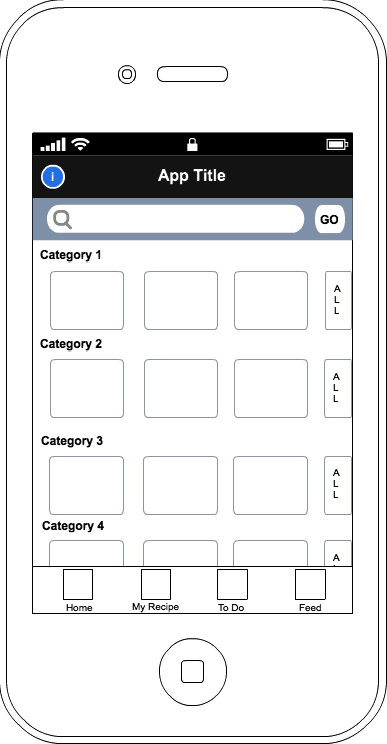 i
App Title
GO
Category 1
A
L
L
Category 2
A
L
L
Category 3
A
L
L
Category 4
A
Home
My Recipe
To Do
Feed